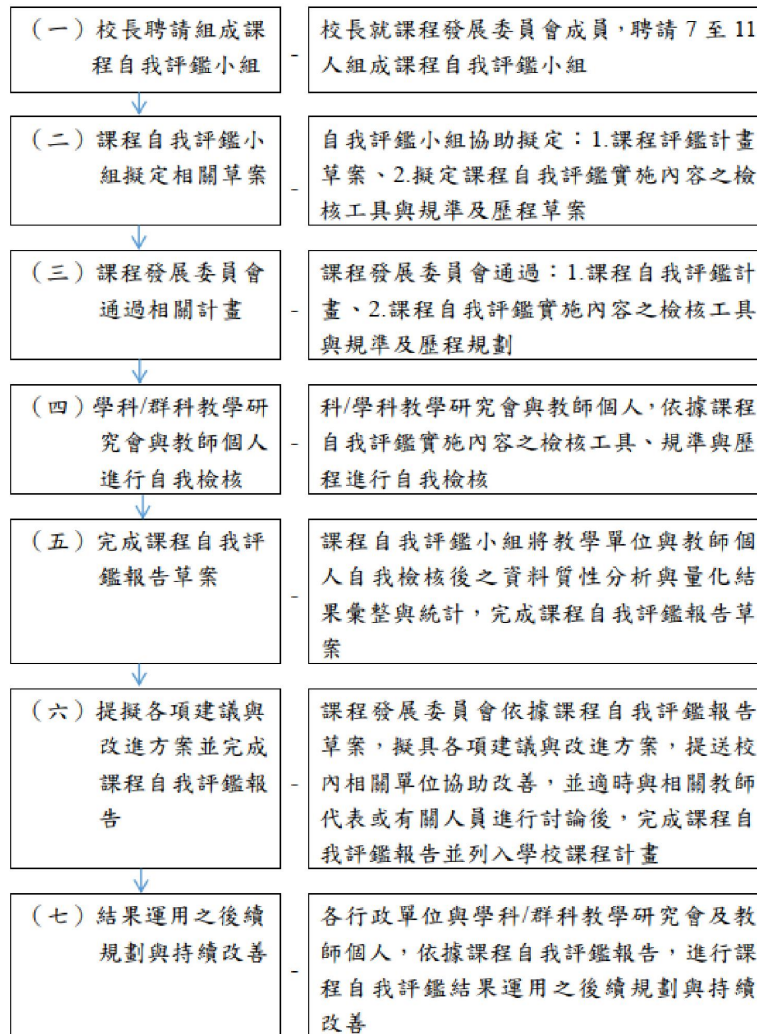 （一）校長聘請組成課
程自我評鑑小組
-
校長就課程發展委員會成員，聘請 7 至 11
人組成課程自我評鑑小組
（二）課程自我評鑑小
組擬定相關草案
-
自我評鑑小組協助擬定：1.課程評鑑計畫
草案、2.擬定課程自我評鑑實施內容之檢
核工具與規準及歷程草案
（三）課程發展委員會
通過相關計畫
-
課程發展委員會通過：1.課程自我評鑑計
畫、2.課程自我評鑑實施內容之檢核工具
與規準及歷程規劃
（四）學科/群科教學研
究會與教師個人
進行自我檢核
-
科/學科教學研究會與教師個人，依據課程
自我評鑑實施內容之檢核工具、規準與歷
程進行自我檢核
（五）完成課程自我評
鑑報告草案
-
課程自我評鑑小組將教學單位與教師個
人自我檢核後之資料質性分析與量化結
果彙整與統計，完成課程自我評鑑報告草
案
（六）提擬各項建議與
改進方案並完成
課程自我評鑑報
告
-
課程發展委員會依據課程自我評鑑報告
草案，擬具各項建議與改進方案，提送校
內相關單位協助改善，並適時與相關教師
代表或有關人員進行討論後，完成課程自
我評鑑報告並列入學校課程計畫
（七）結果運用之後續
規劃與持續改善
-
各行政單位與學科/群科教學研究會及教
師個人，依據課程自我評鑑報告，進行課
程自我評鑑結果運用之後續規劃與持續
改善